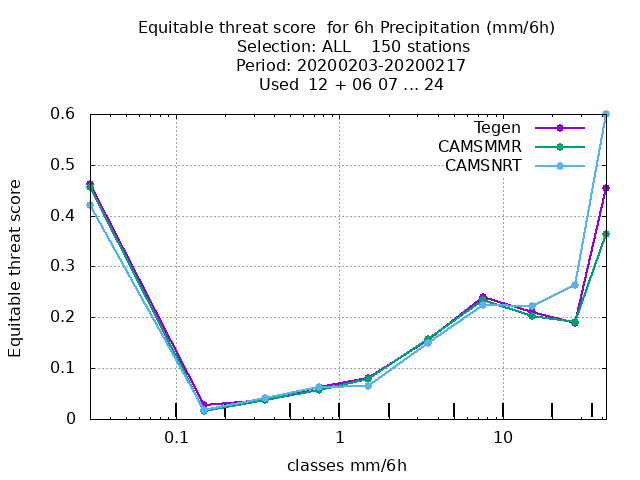 Equitable threat score  for 6h Precipitation (mm/6h)
Selection: ALL    150 stations
Period: 20200203-20200217
Used  12 + 06 07 ... 24
Tegen
CAMSMMR
CAMSNRT
0.6
0.5
0.4
0.3
0.2
0.1
0
Equitable threat score
0.1 1 10
classes mm/6h